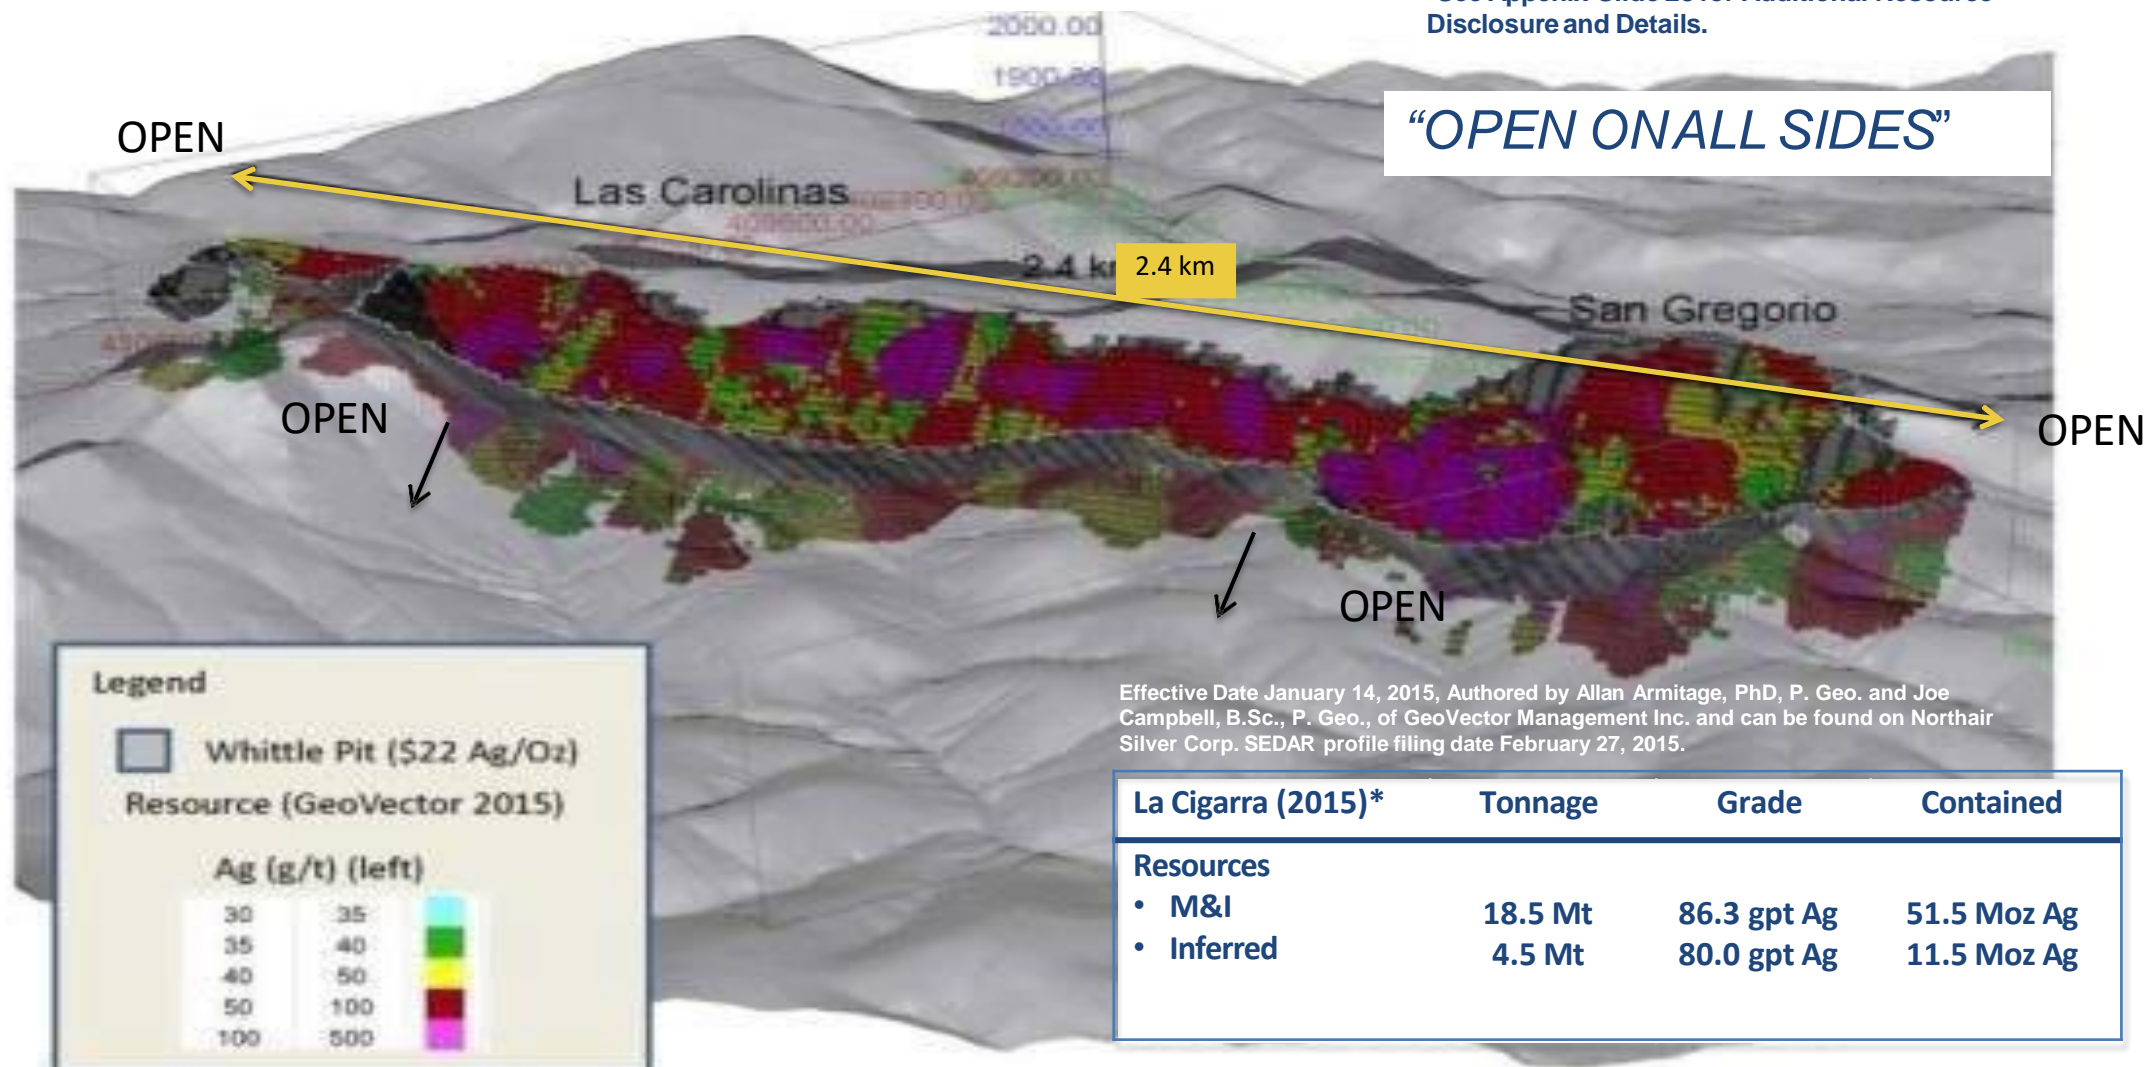 Disclosure and Details.
2000.00
1900.00
OPEN
“OPEN ON ALL SIDES”
Las Carolinas
2.4 km
San Gregorio
OPEN
OPEN
OPEN
Effective Date January 14, 2015, Authored by Allan Armitage, PhD, P. Geo. and Joe
Campbell, B.Sc., P. Geo., of GeoVector Management Inc. and can be found on Northair
Silver Corp. SEDAR profile filing date February 27, 2015.
Legend
Whittle Pit ($22 Ag/Oz)
Resource (GeoVector 2015)
Ag (g/t) (left)
30 35
35 40
40 50
50 100
100 500
La Cigarra (2015)* Tonnage Grade Contained
Resources
• M&I 18.5 Mt 86.3 gpt Ag 51.5 Moz Ag
• Inferred 4.5 Mt 80.0 gpt Ag 11.5 Moz Ag